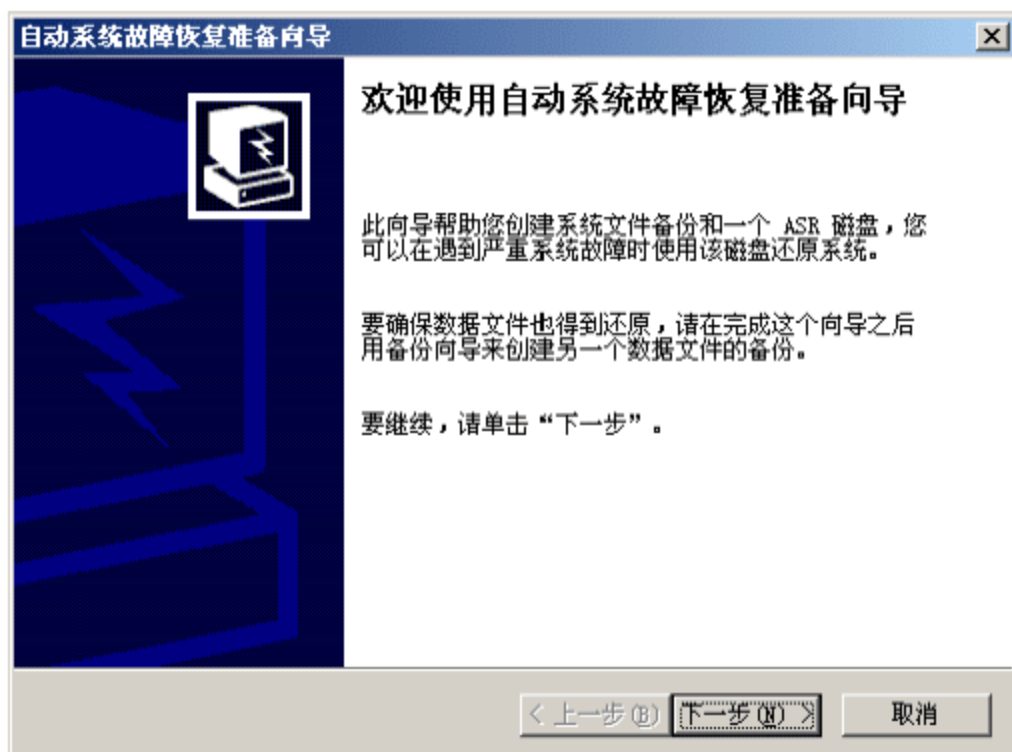 自动系统故障恢复准备向导
欢迎使用自动系统故障恢复准备向导
此向导帮助您创建系统文件备份和一个 ASR 磁盘，您
可以在遇到严重系统故障时使用该磁盘还原系统。
要确保数据文件也得到还原，请在完成这个向导之后
用备份向导来创建另一个数据文件的备份。
要继续，请单击“下一步”。
< 上一步(B) 下一步(N) > 取消